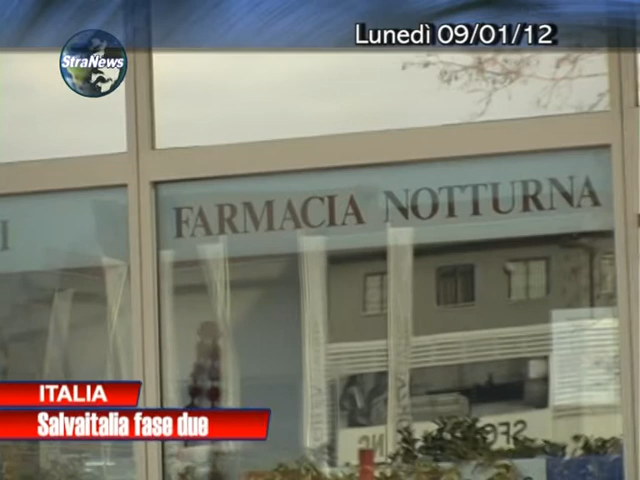 Lunedì 09/01/12
StraNews
FARMACIA NOTTURNA
ITALIA
Salvaitalia fase due